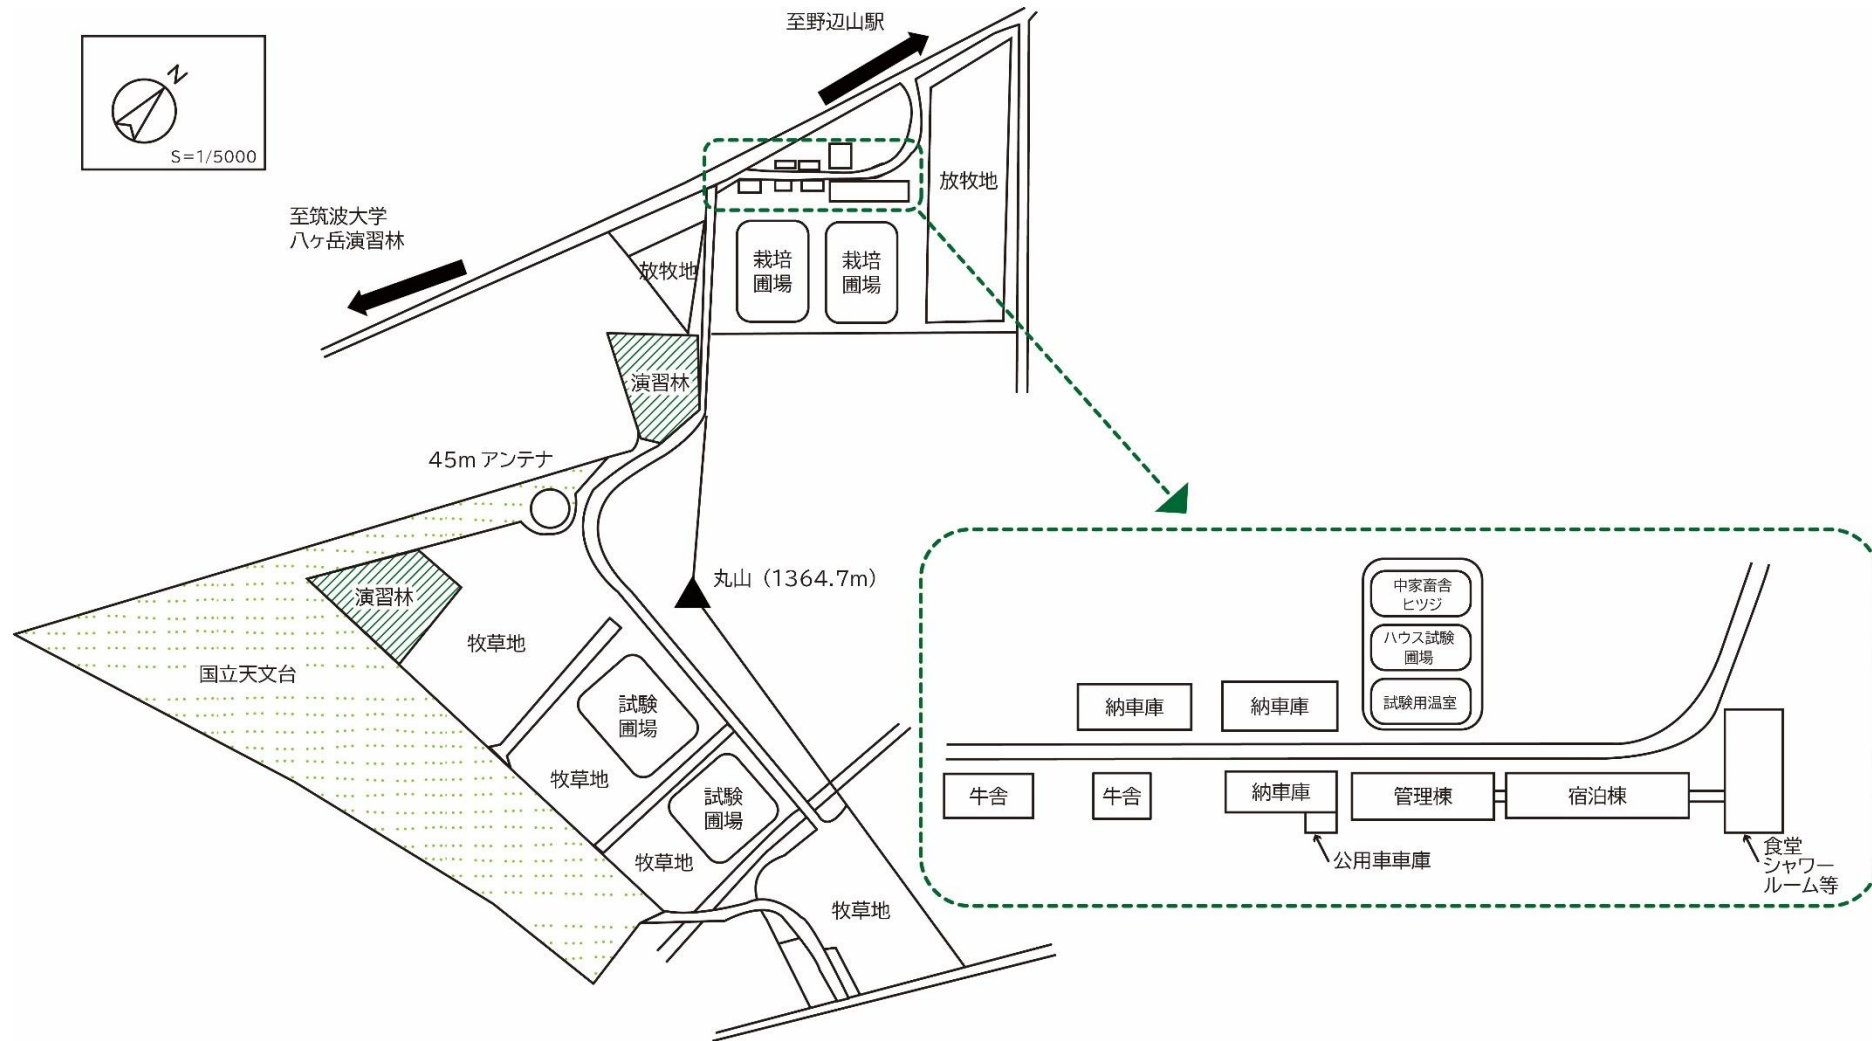 至野辺山駅
N
S=1/5000
至筑波大学
八ヶ岳演習林
放牧地
放牧地
栽培
圃場
栽培
圃場
演習林
45m アンテナ
丸山（1364.7m）
演習林
牧草地
国立天文台
試験
圃場
牧草地
試験
圃場
牧草地
牧草地
中家畜舎
ヒツジ
ハウス試験
圃場
試験用温室
納車庫
納車庫
牛舎
牛舎
納車庫
管理棟
宿泊棟
公用車車庫
食堂
シャワー
ルーム等